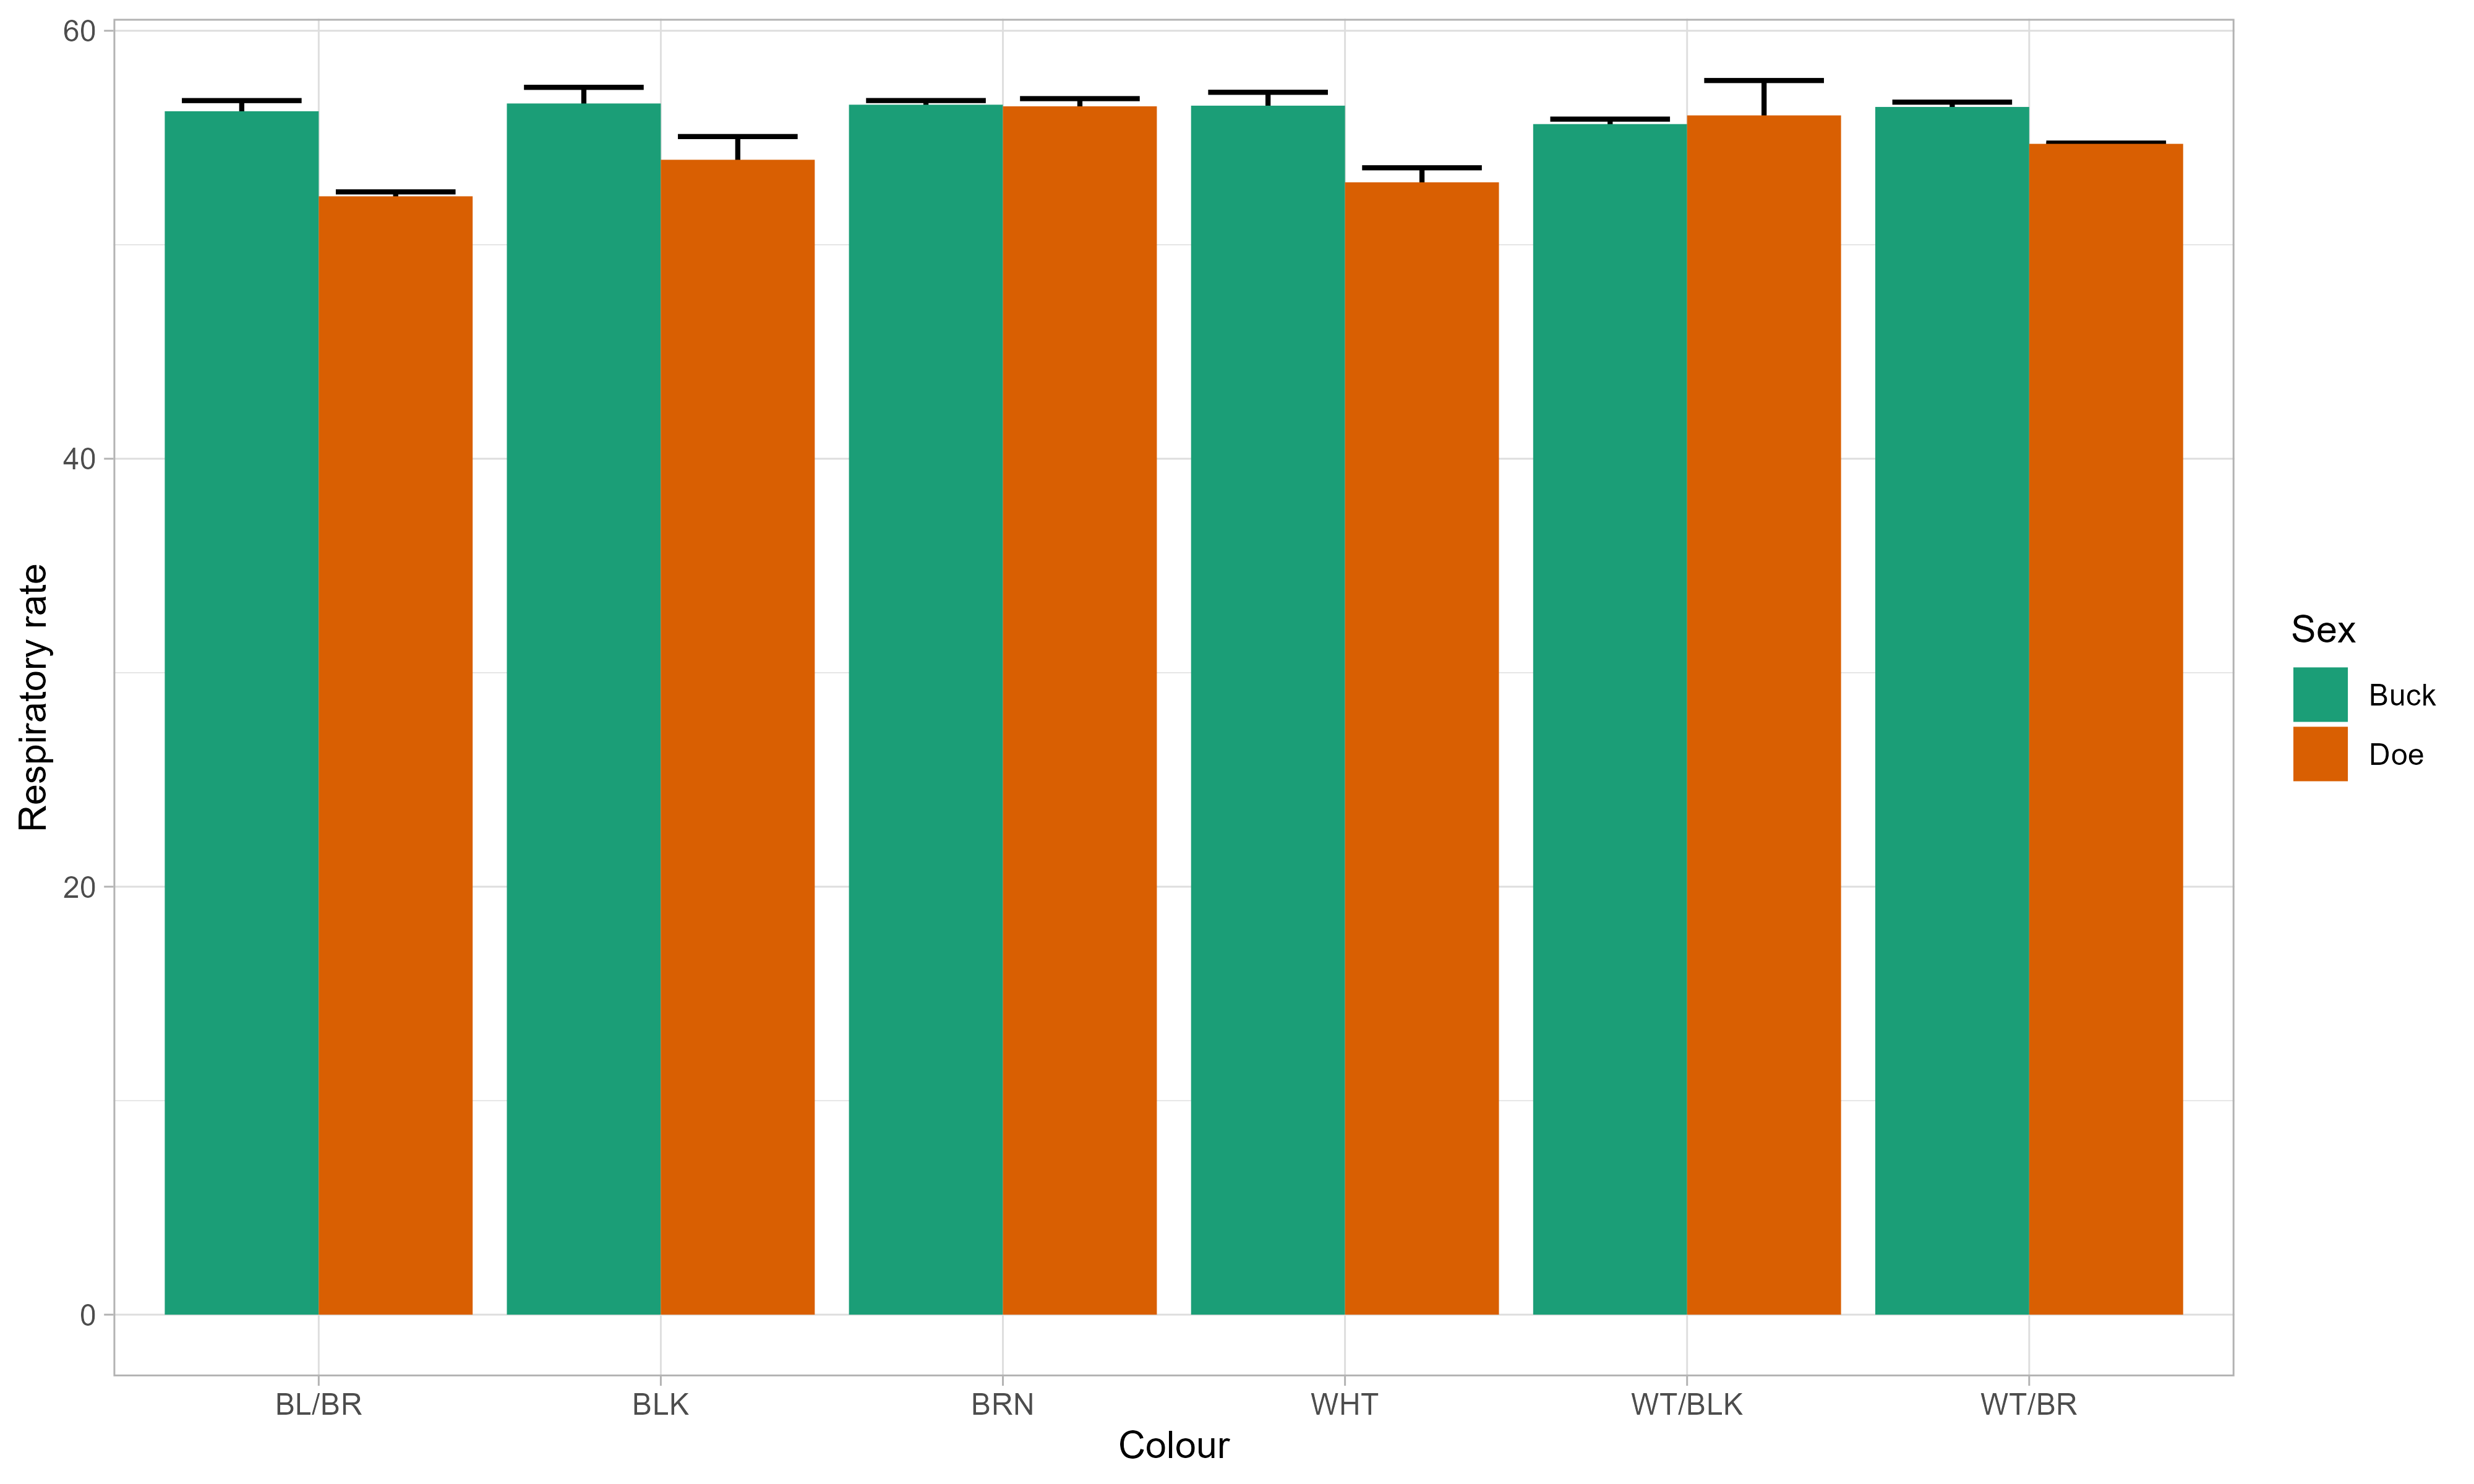 60
40
20
0
Respiratory rate
BL/BR BLK BRN WHT WT/BLK WT/BR
Colour
Sex
Buck
Doe